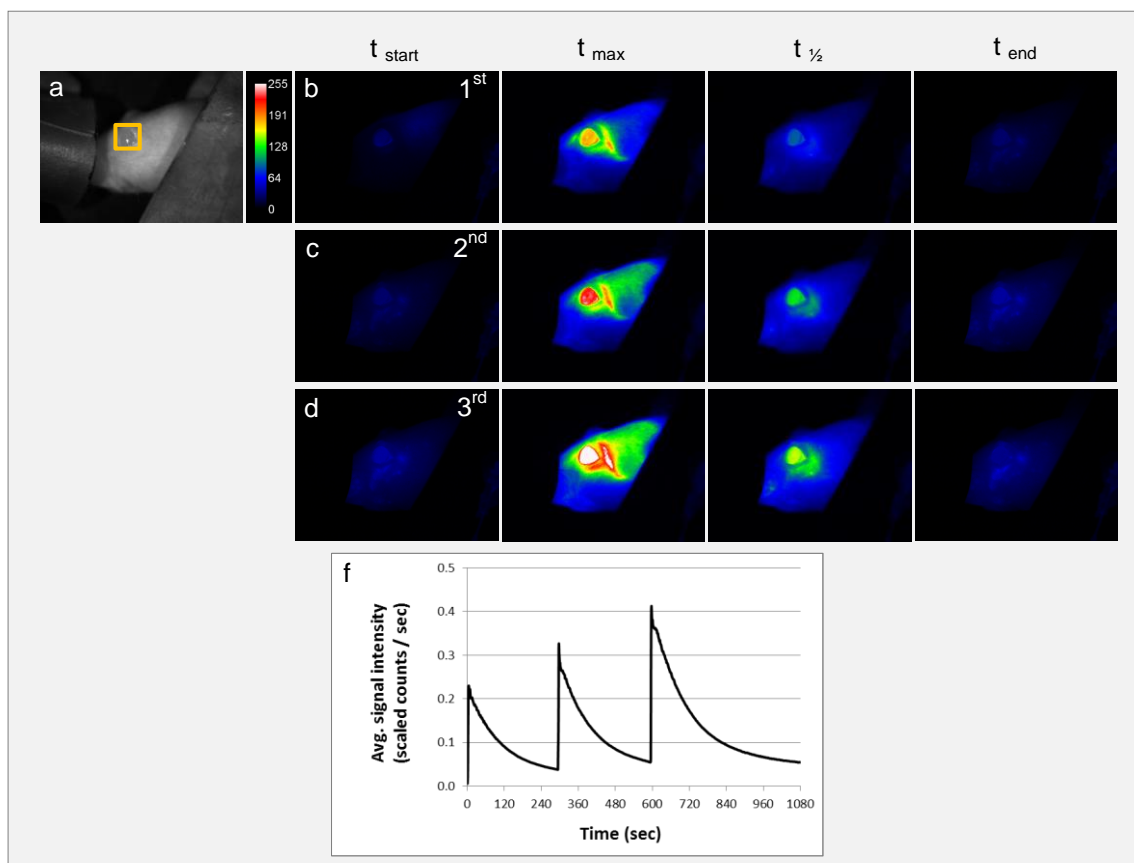 t start t max t ½ t end
a 255 b 1st
191
128
64
0
c 2nd
d 3rd
f
Avg. signal intensity
(scaled counts / sec)
0.5
0.4
0.3
0.2
0.1
0.0
0 120 240 360 480 600 720 840 960 1080
Time (sec)